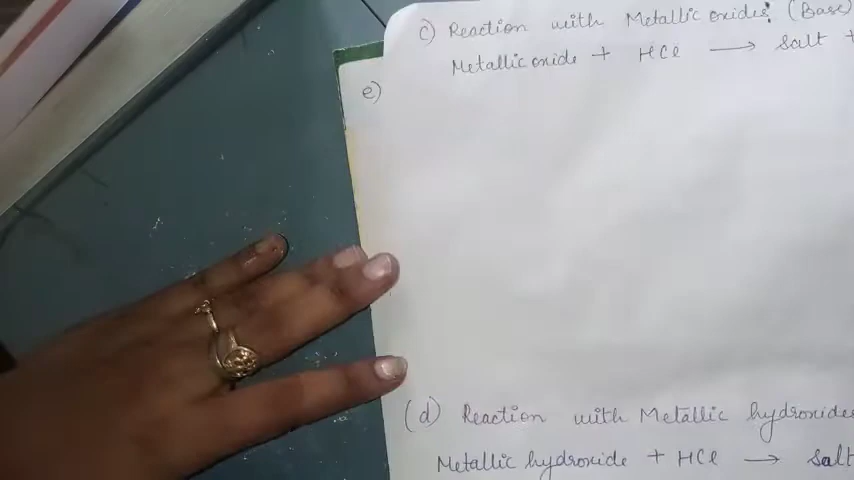 c) Reaction with Metallic oxides: (Base)
Metallic oxide + HCl → Salt +
e)
(d) Reaction with Metallic hydroxides
Metallic hydroxide + HCl → Salt